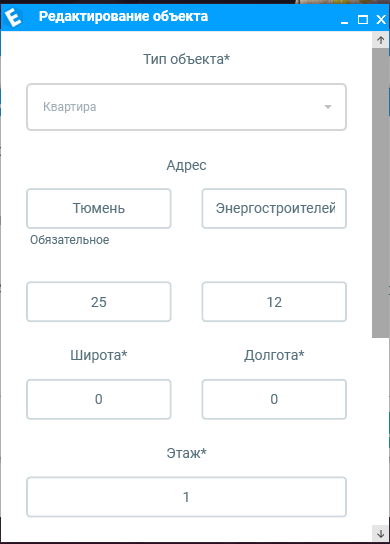 Редактирование объекта
Тип объекта*
Квартира
Адрес
Тюмень
Энергостроителей
Обязательное
25
12
Широта*
Долгота*
0
0
Этаж*
1